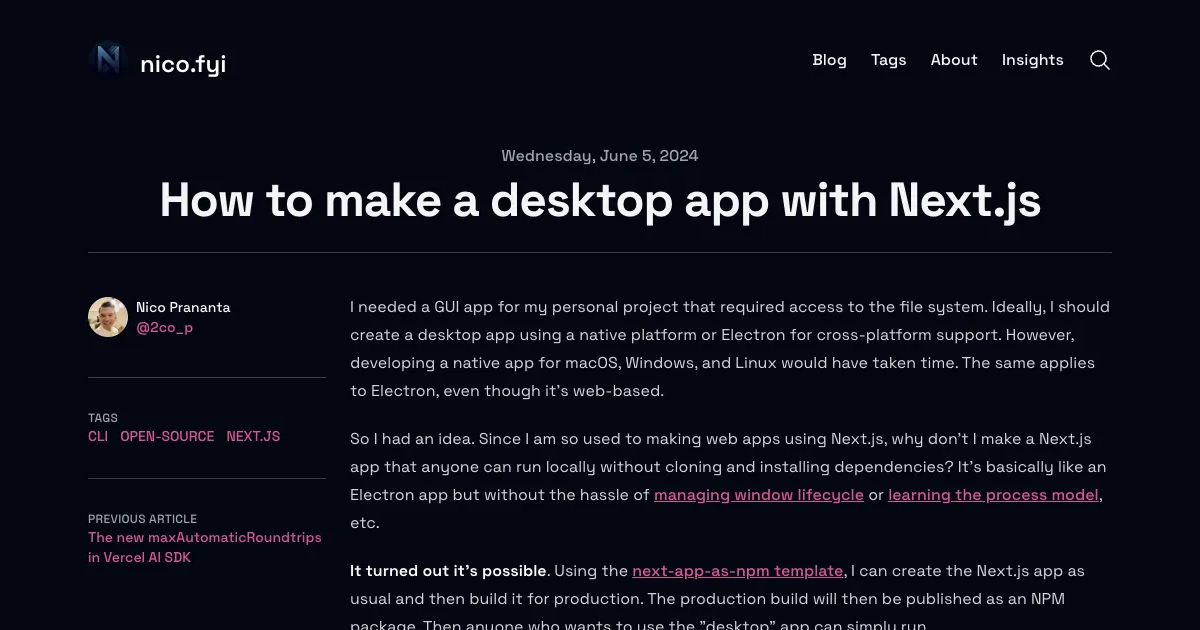 nico.fyi
Blog Tags About Insights
Wednesday, June 5, 2024
How to make a desktop app with Next.js
Nico Prananta
@2co_p
TAGS
CLI OPEN-SOURCE NEXT.JS
PREVIOUS ARTICLE
The new maxAutomaticRoundtrips
in Vercel AI SDK
I needed a GUI app for my personal project that required access to the file system. Ideally, I should
create a desktop app using a native platform or Electron for cross-platform support. However,
developing a native app for macOS, Windows, and Linux would have taken time. The same applies
to Electron, even though it's web-based.
So I had an idea. Since I am so used to making web apps using Next.js, why don't I make a Next.js
app that anyone can run locally without cloning and installing dependencies? It's basically like an
Electron app but without the hassle of managing window lifecycle or learning the process model,
etc.
It turned out it's possible. Using the next-app-as-npm template, I can create the Next.js app as
usual and then build it for production. The production build will then be published as an NPM
package. Then anyone who wants to use the "desktop" app can simply run